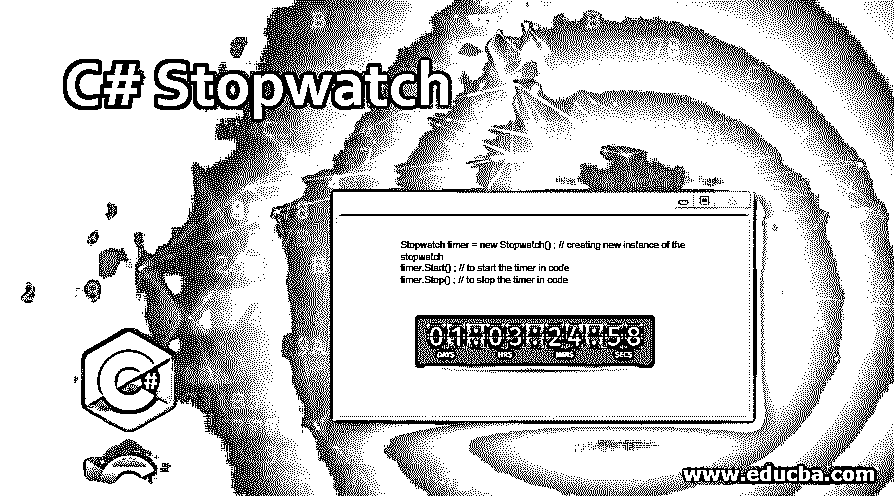 C# Stopwatch
Stopwatch timer = new Stopwatch() ; // creating new instance of the
stopwatch
timer.Start() ; // to start the timer in code
timer.Stop() ; // to stop the timer in code
01:03:24:58
DAYS HRS MINS SECS
C#
www.educba.com